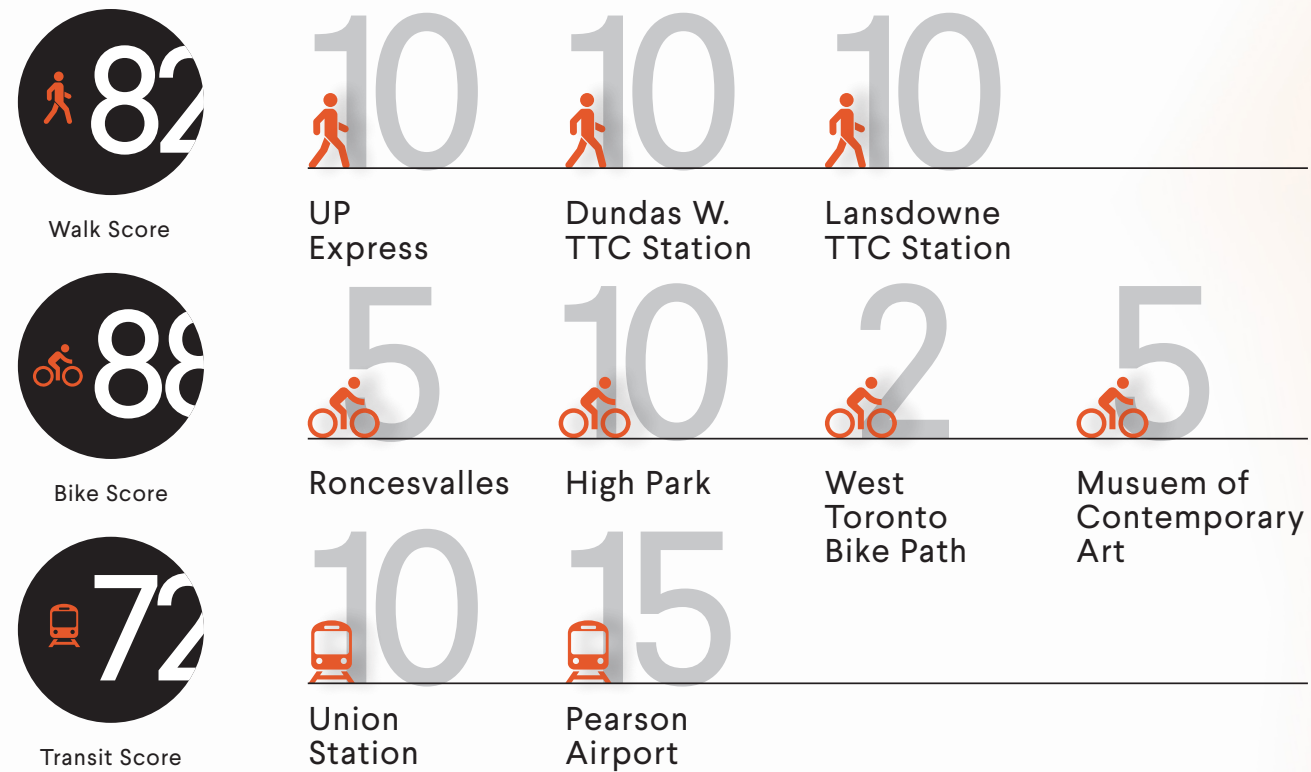 82
Walk Score
10 10 10
UP
Express
Dundas W.
TTC Station
Lansdowne
TTC Station
88
Bike Score
5 10 2 5
Roncesvalles
High Park
West
Toronto
Bike Path
Musuem of
Contemporary
Art
72
Transit Score
10 15
Union
Station
Pearson
Airport